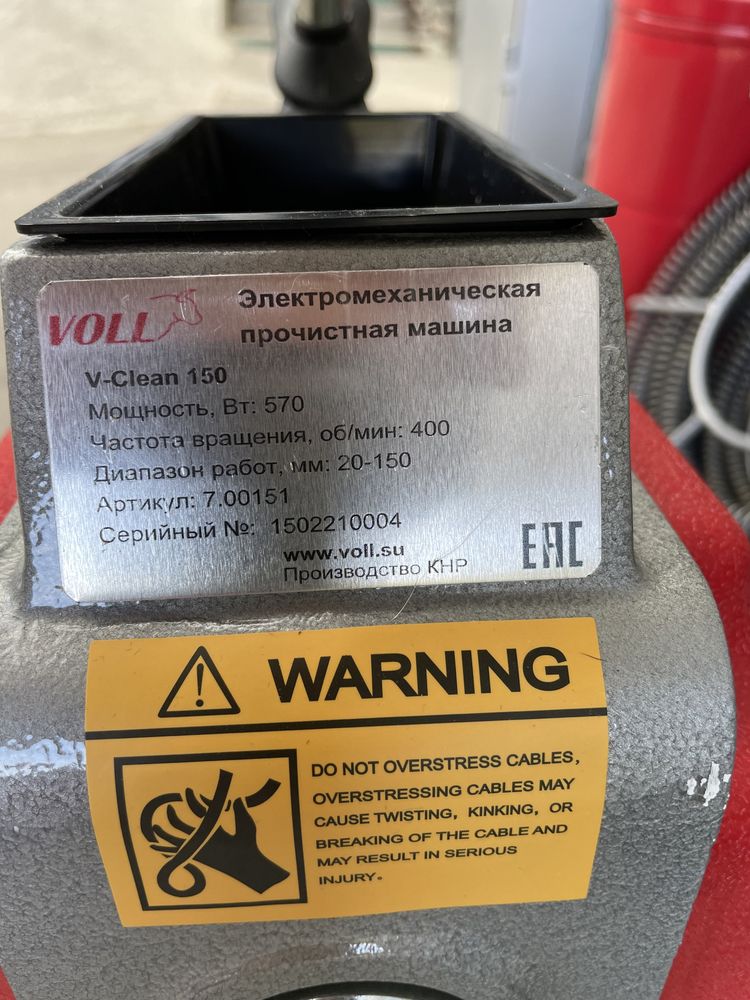 VOLL
Электромеханическая
прочистная машина
V-Clean 150
Мощность, Вт: 570
Частота вращения, об/мин: 400
Диапазон работ, мм: 20-150
Артикул: 7.00151
Серийный №: 1502210004
www.voll.su
Производство КНР
EAC
WARNING
DO NOT OVERSTRESS CABLES,
OVERSTRESSING CABLES MAY
CAUSE TWISTING, KINKING, OR
BREAKING OF THE CABLE AND
MAY RESULT IN SERIOUS
INJURY.